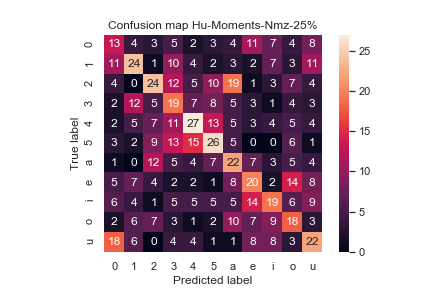 Confusion map Hu-Moments-Nmz-25%
0 13 4 3 5 2 3 4 11 7 4 8
1 11 24 1 10 4 2 2 3 7 3 11
2 4 0 24 12 5 10 19 1 3 7 4
3 2 12 5 19 7 8 5 3 1 4 3
4 2 5 7 11 27 13 5 3 4 5 4
5 3 2 9 13 15 26 5 0 0 6 1
a 1 0 12 5 4 7 22 7 3 5 4
e 5 7 4 2 2 1 8 20 2 14 8
i 6 4 1 5 5 5 5 14 19 6 9
o 2 6 7 3 1 2 10 7 9 18 3
u 18 6 0 4 4 1 1 8 8 3 22
0 1 2 3 4 5 a e i o u
Predicted label
True label
25
20
15
10
5
0